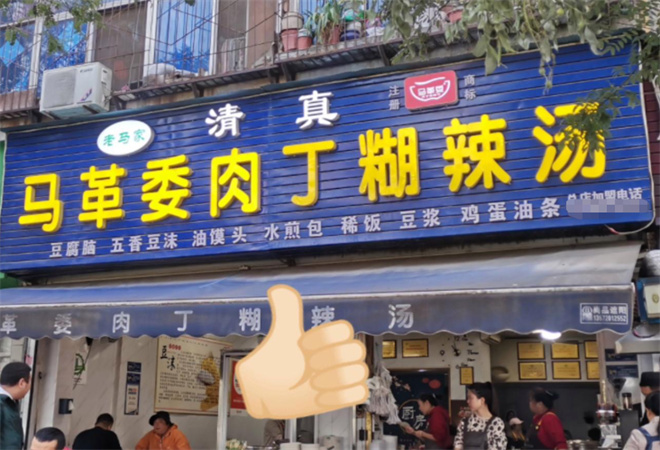 老马家
清真
注册
马革委
商标
马革委肉丁糊辣汤
总店加盟电话
豆腐脑 五香豆沫 油馍头 水煎包 稀饭 豆浆 鸡蛋油条
革委肉丁糊辣汤
豆沫